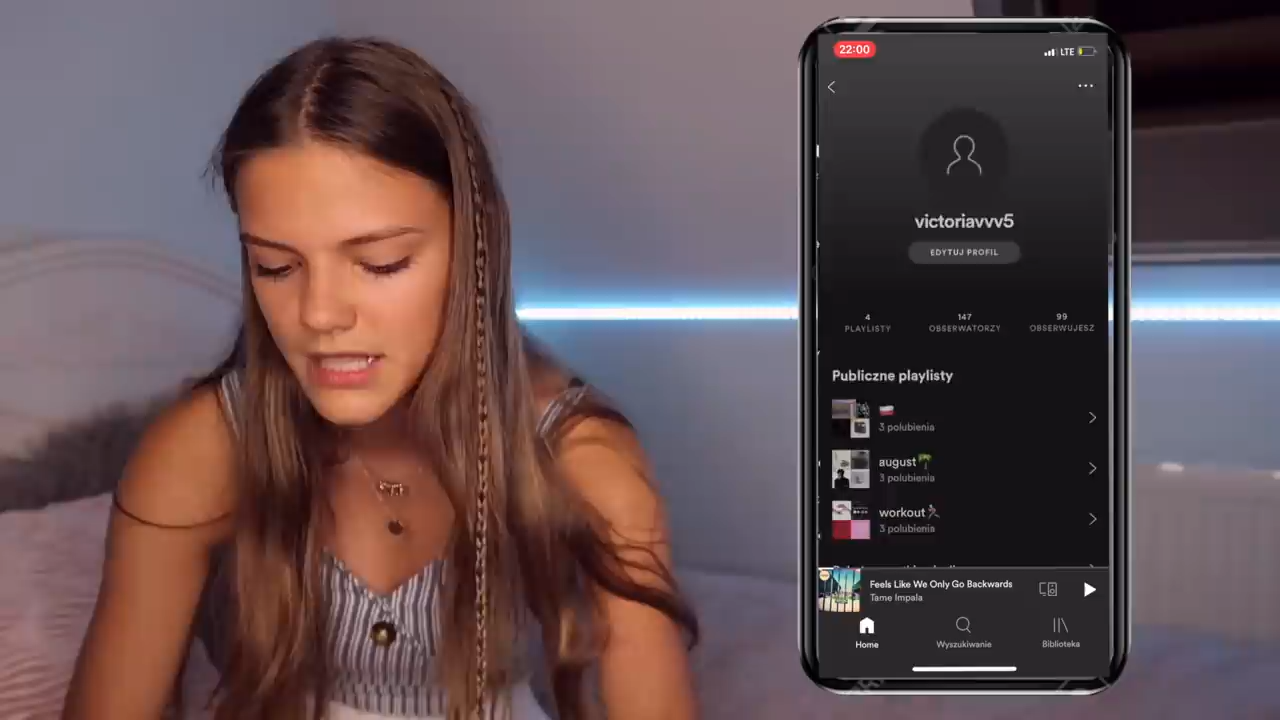 22:00
LTE
victoriavvv5
EDYTUJ PROFIL
4
PLAYLISTY
147
OBSERWATORZY
99
OBSERWUJESZ
Publiczne playlisty
3 polubienia
august
3 polubienia
workout
3 polubienia
Feels Like We Only Go Backwards
Tame Impala
Home
Wyszukiwanie
Biblioteka